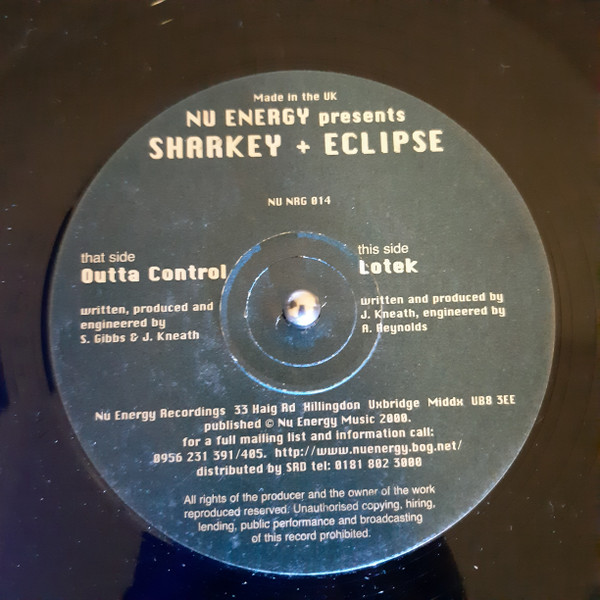 Made in the UK
NU ENERGY presents
SHARKEY + ECLIPSE
NU NRG 014
that side
Outta Control
written, produced and
engineered by
S. Gibbs & J. Kneath
this side
Lotek
written and produced by
J. Kneath, engineered by
A. Reynolds
Nu Energy Recordings 33 Haig Rd Hillingdon Uxbridge Middx UB8 3EE
published © Nu Energy Music 2000.
for a full mailing list and information call:
0956 231 391/405. http://www.nuenergy.bog.net/
distributed by SRD tel: 0181 802 3000
All rights of the producer and the owner of the work
reproduced reserved. Unauthorised copying, hiring,
lending, public performance and broadcasting
of this record prohibited.